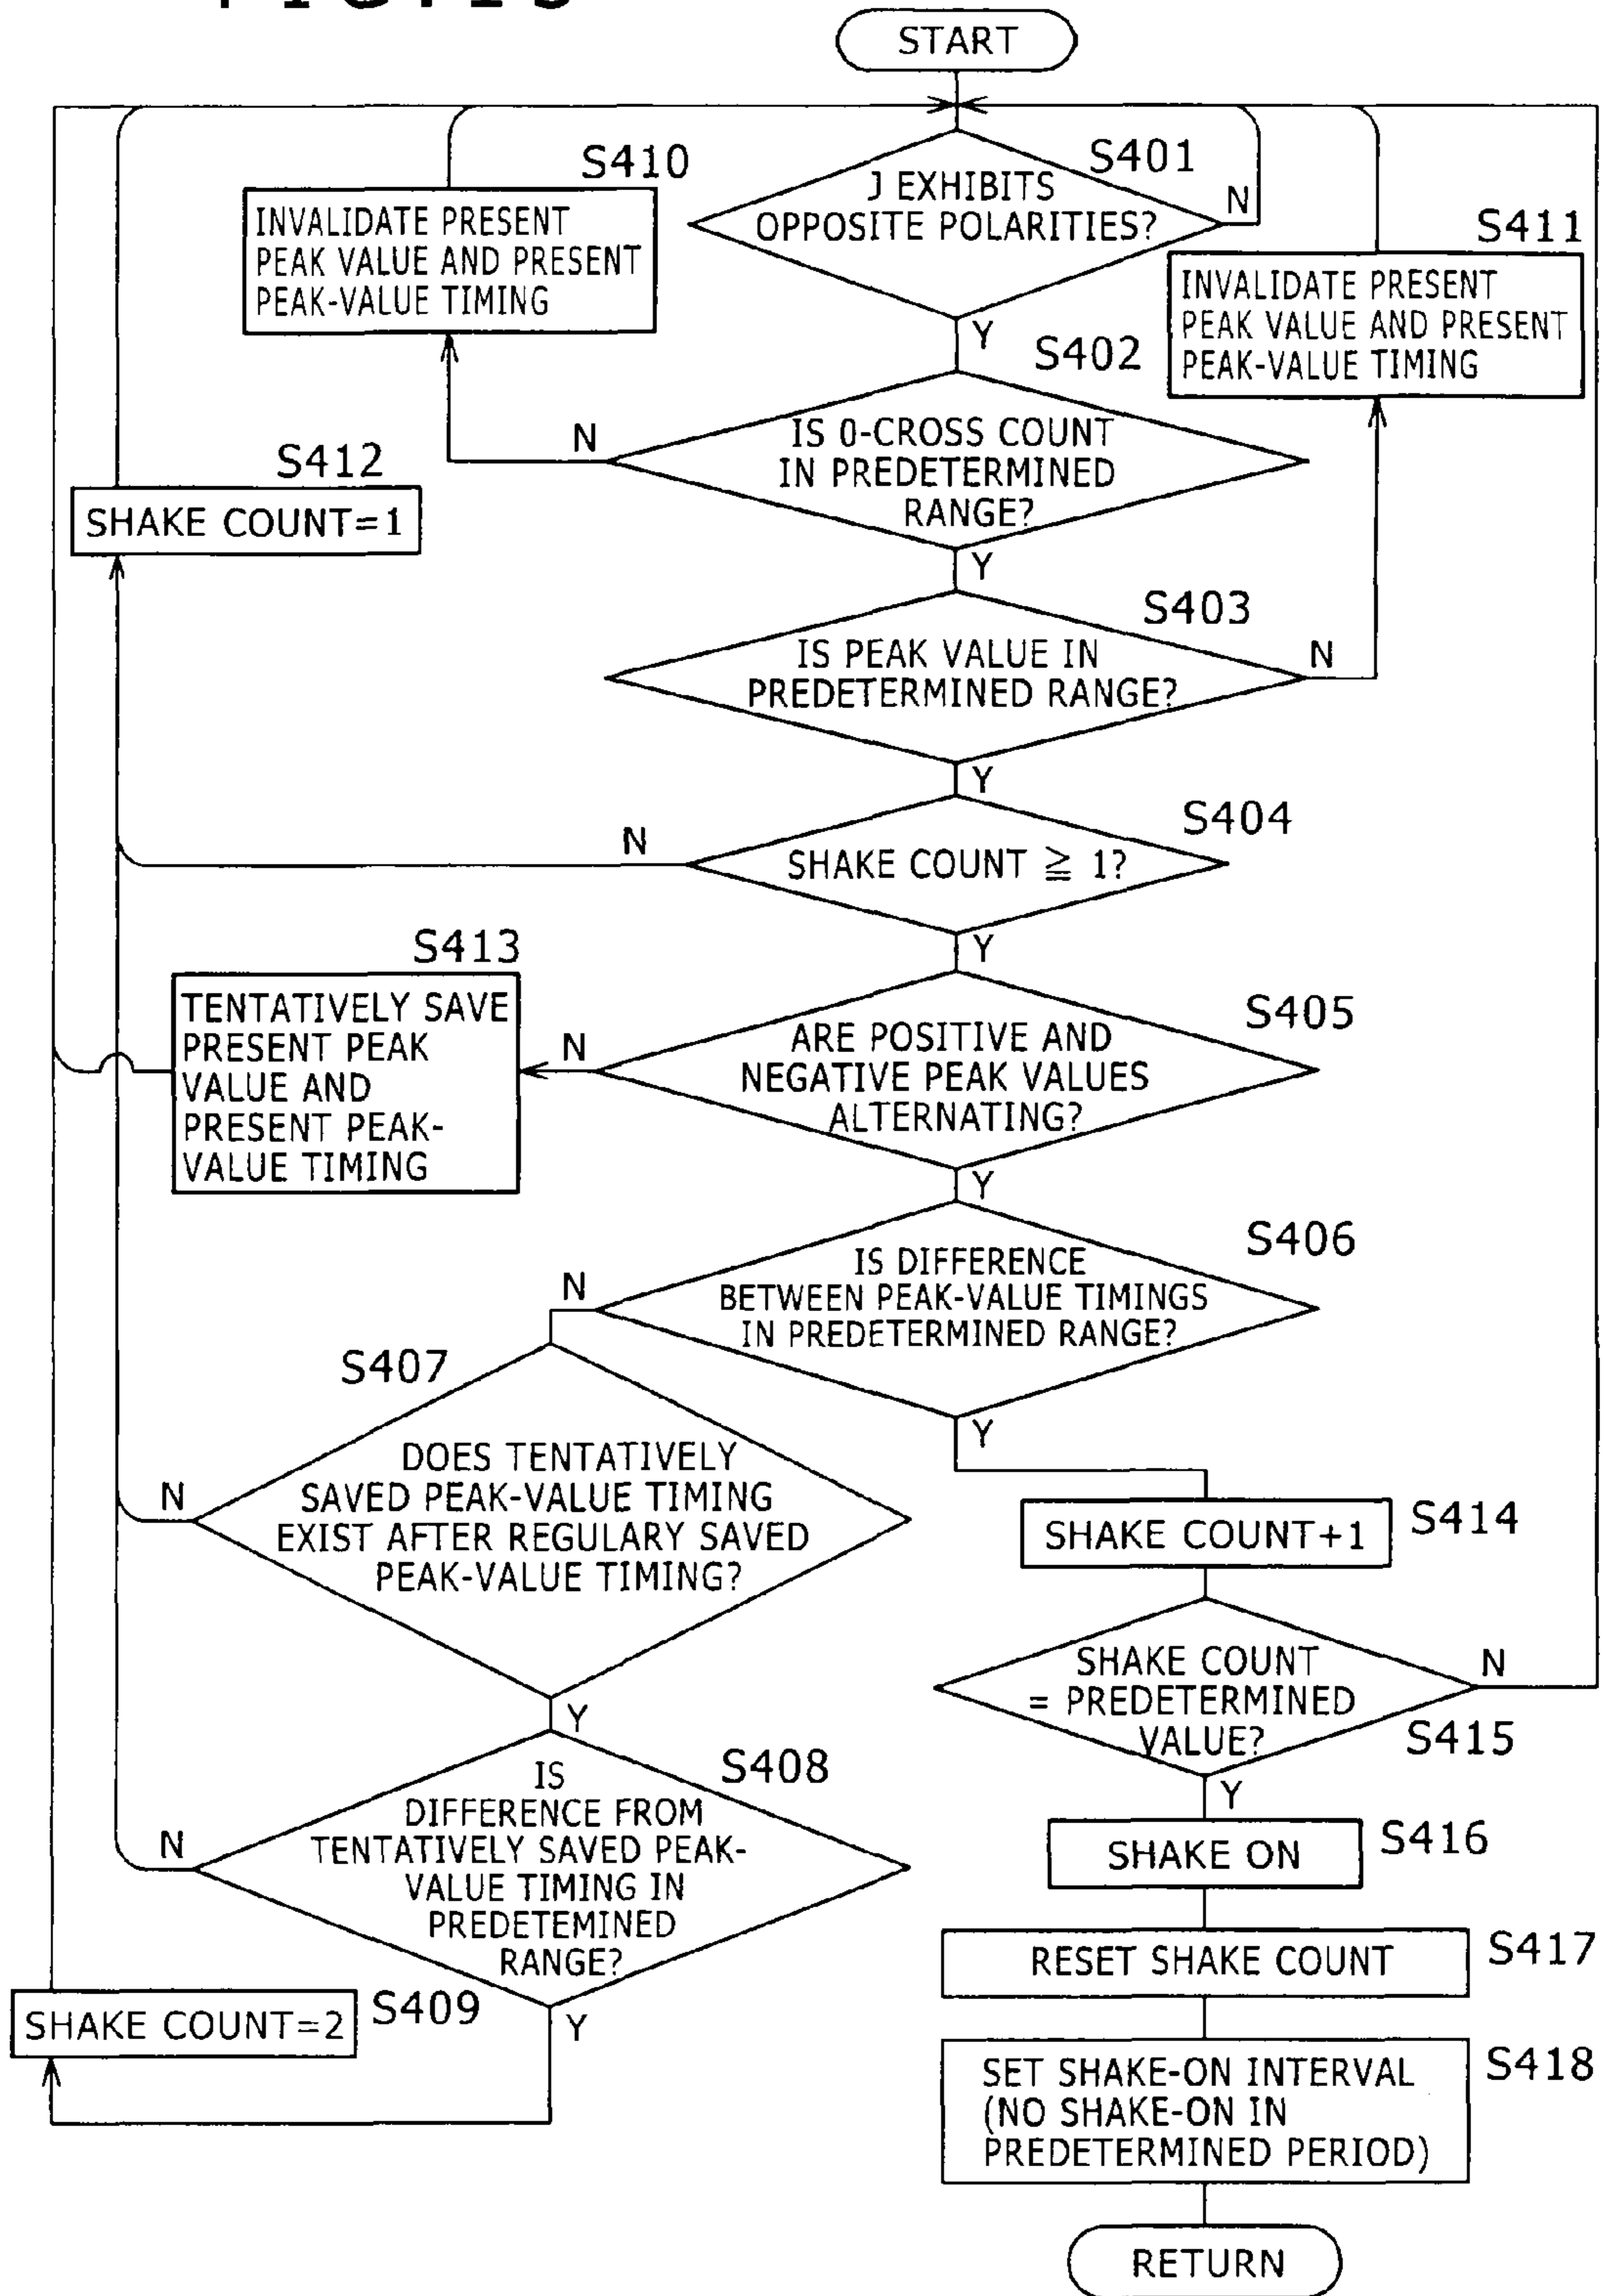 START
S401
J EXHIBITS
OPPOSITE POLARITIES?
N
Y
S410
INVALIDATE PRESENT
PEAK VALUE AND PRESENT
PEAK-VALUE TIMING
S411
INVALIDATE PRESENT
PEAK VALUE AND PRESENT
PEAK-VALUE TIMING
S402
IS 0-CROSS COUNT
IN PREDETERMINED
RANGE?
N
Y
S412
SHAKE COUNT=1
S403
IS PEAK VALUE IN
PREDETERMINED RANGE?
N
Y
S404
SHAKE COUNT ≧ 1?
N
Y
S413
TENTATIVELY SAVE
PRESENT PEAK
VALUE AND
PRESENT PEAK-
VALUE TIMING
S405
ARE POSITIVE AND
NEGATIVE PEAK VALUES
ALTERNATING?
N
Y
S406
IS DIFFERENCE
BETWEEN PEAK-VALUE TIMINGS
IN PREDETERMINED RANGE?
N
Y
S407
DOES TENTATIVELY
SAVED PEAK-VALUE TIMING
EXIST AFTER REGULARY SAVED
PEAK-VALUE TIMING?
N
Y
S414
SHAKE COUNT+1
SHAKE COUNT
= PREDETERMINED
VALUE?
N
S415
Y
S408
IS
DIFFERENCE FROM
TENTATIVELY SAVED PEAK-
VALUE TIMING IN
PREDETEMINED
RANGE?
N
Y
S416
SHAKE ON
S417
RESET SHAKE COUNT
SHAKE COUNT=2
S409
S418
SET SHAKE-ON INTERVAL
(NO SHAKE-ON IN
PREDETERMINED PERIOD)
RETURN